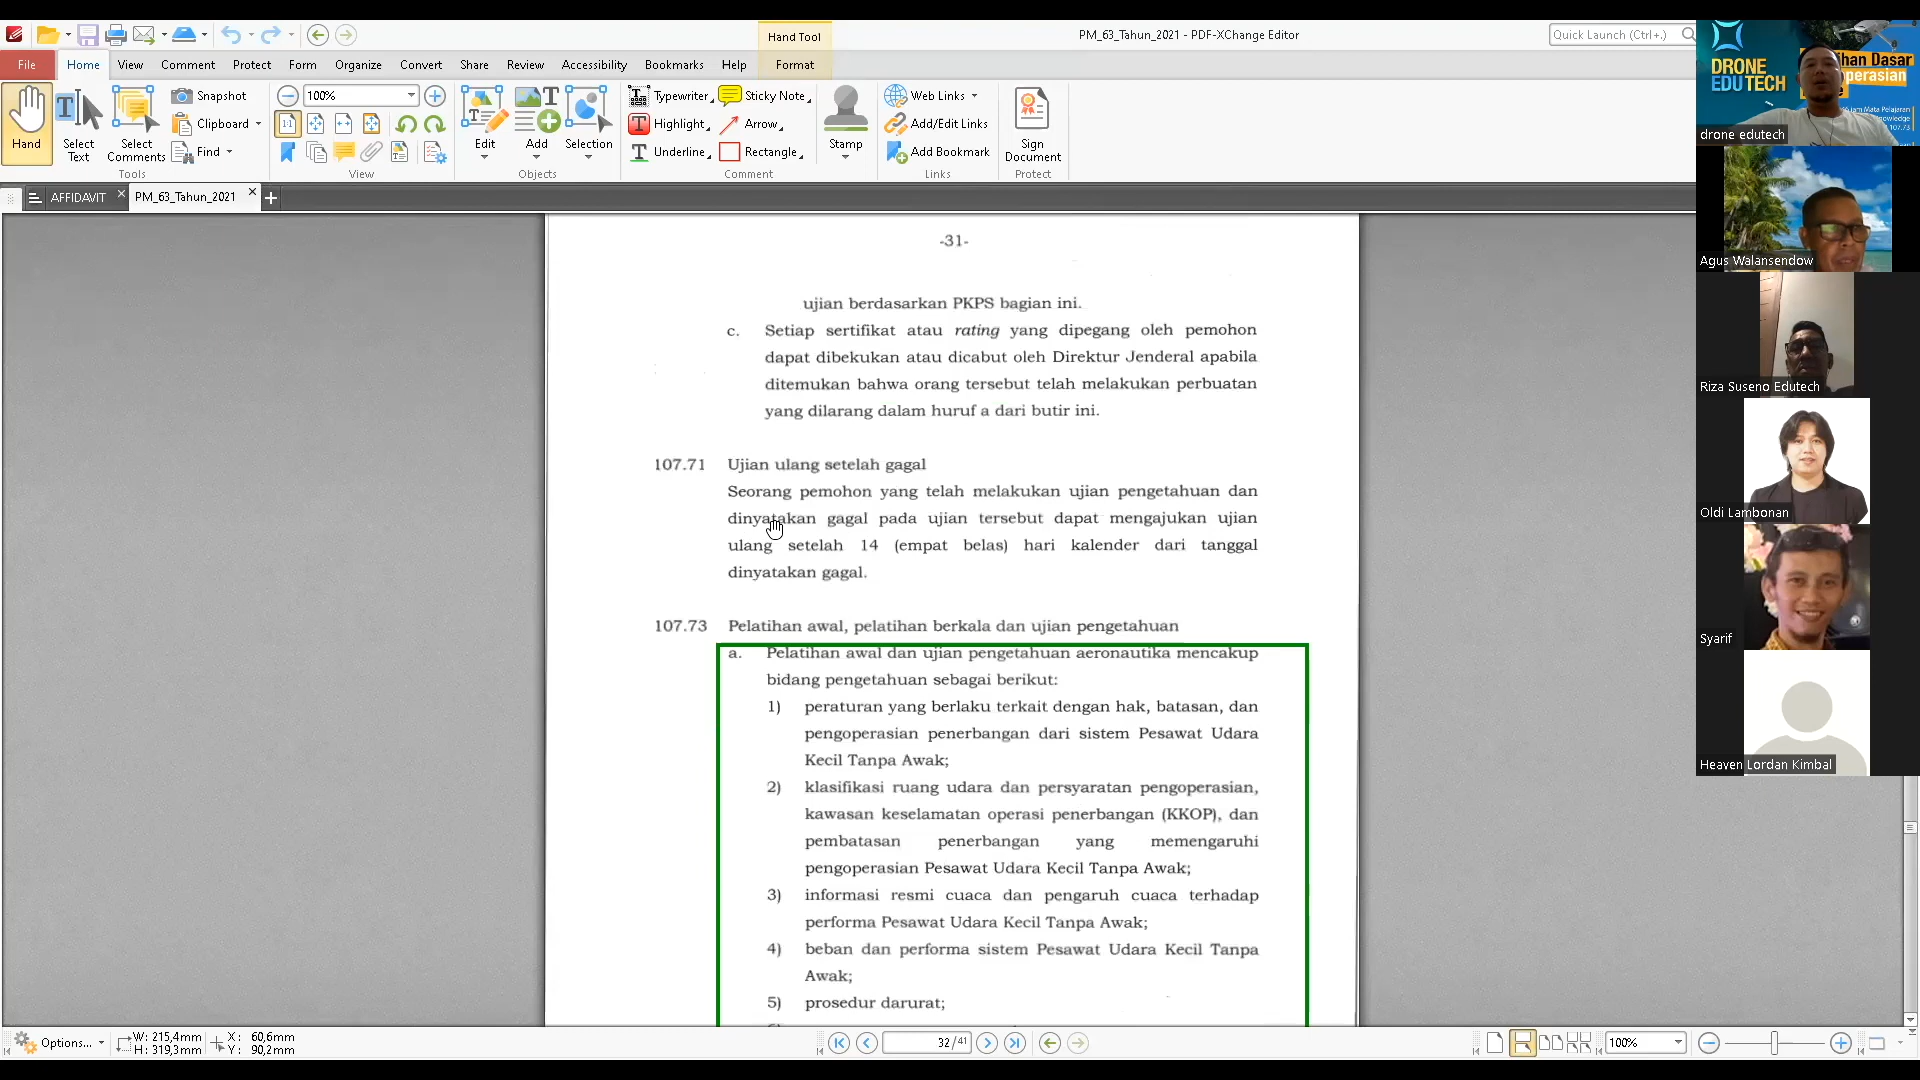 Hand Tool
PM_63_Tahun_2021 - PDF-XChange Editor
Quick Launch (Ctrl+.)
File
Home
View
Comment
Protect
Form
Organize
Convert
Share
Review
Accessibility
Bookmarks
Help
Format
Hand
Select Text
Select Comments
Snapshot
Clipboard
Find
Tools
100%
View
Edit
Add
Selection
Objects
Typewriter
Sticky Note
Highlight
Arrow
Underline
Rectangle
Stamp
Comment
Web Links
Add/Edit Links
Add Bookmark
Links
Sign Document
Protect
AFFIDAVIT
PM_63_Tahun_2021
-31-
ujian berdasarkan PKPS bagian ini.
c. Setiap sertifikat atau rating yang dipegang oleh pemohon
dapat dibekukan atau dicabut oleh Direktur Jenderal apabila
ditemukan bahwa orang tersebut telah melakukan perbuatan
yang dilarang dalam huruf a dari butir ini.
107.71 Ujian ulang setelah gagal
Seorang pemohon yang telah melakukan ujian pengetahuan dan
dinyatakan gagal pada ujian tersebut dapat mengajukan ujian
ulang setelah 14 (empat belas) hari kalender dari tanggal
dinyatakan gagal.
107.73 Pelatihan awal, pelatihan berkala dan ujian pengetahuan
a. Pelatihan awal dan ujian pengetahuan aeronautika mencakup
bidang pengetahuan sebagai berikut:
1) peraturan yang berlaku terkait dengan hak, batasan, dan
pengoperasian penerbangan dari sistem Pesawat Udara
Kecil Tanpa Awak;
2) klasifikasi ruang udara dan persyaratan pengoperasian,
kawasan keselamatan operasi penerbangan (KKOP), dan
pembatasan penerbangan yang memengaruhi
pengoperasian Pesawat Udara Kecil Tanpa Awak;
3) informasi resmi cuaca dan pengaruh cuaca terhadap
performa Pesawat Udara Kecil Tanpa Awak;
4) beban dan performa sistem Pesawat Udara Kecil Tanpa
Awak;
5) prosedur darurat;
DRONE
EDUTECH
ihan Dasar
operasian
drone edutech
Agus Walansendow
Riza Suseno Edutech
Oldi Lambonan
Syarif
Heaven Lordan Kimbal
Options...
W: 215,4mm
H: 319,3mm
X: 60,6mm
Y: 90,2mm
32 /41
100%